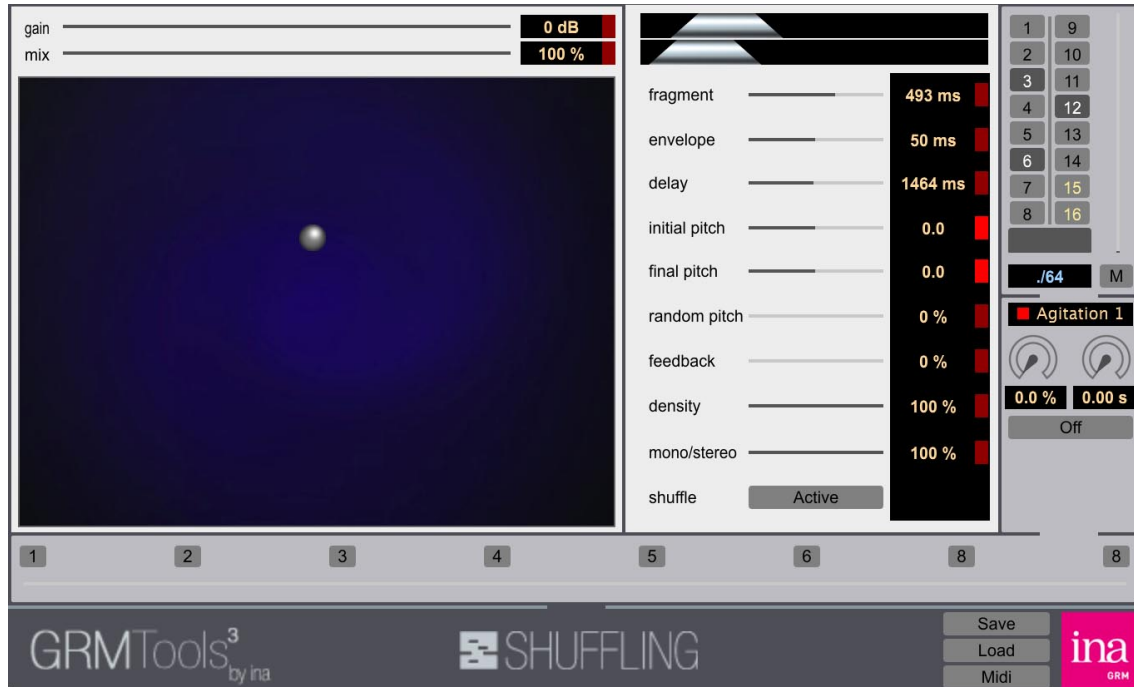 gain 0 dB
mix 100 %
fragment 493 ms
envelope 50 ms
delay 1464 ms
initial pitch 0.0
final pitch 0.0
random pitch 0 %
feedback 0 %
density 100 %
mono/stereo 100 %
shuffle Active
1 9
2 10
3 11
4 12
5 13
6 14
7 15
8 16
./64 M
Agitation 1
0.0 % 0.00 s
Off
1 2 3 4 5 6 8 8
GRMTools3 by ina
SHUFFLING
Save
Load
Midi
ina
GRM